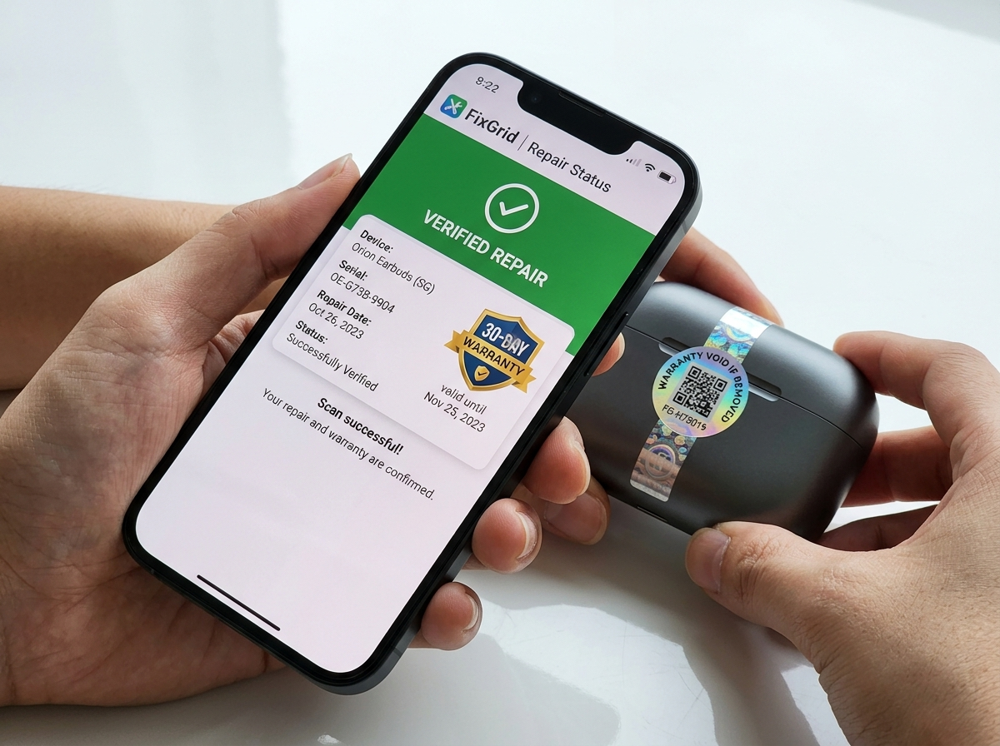 8:22
FixGrid | Repair Status
VERIFIED REPAIR
Device:
Orion Earbuds (SG)
Serial:
OE-G73B-9904
Repair Date:
Oct 26, 2023
Status:
Successfully Verified
30-DAY
WARRANTY
valid until
Nov 25, 2023
Scan successful!
Your repair and warranty are confirmed.
WARRANTY VOID IF REMOVED
FG-H79015